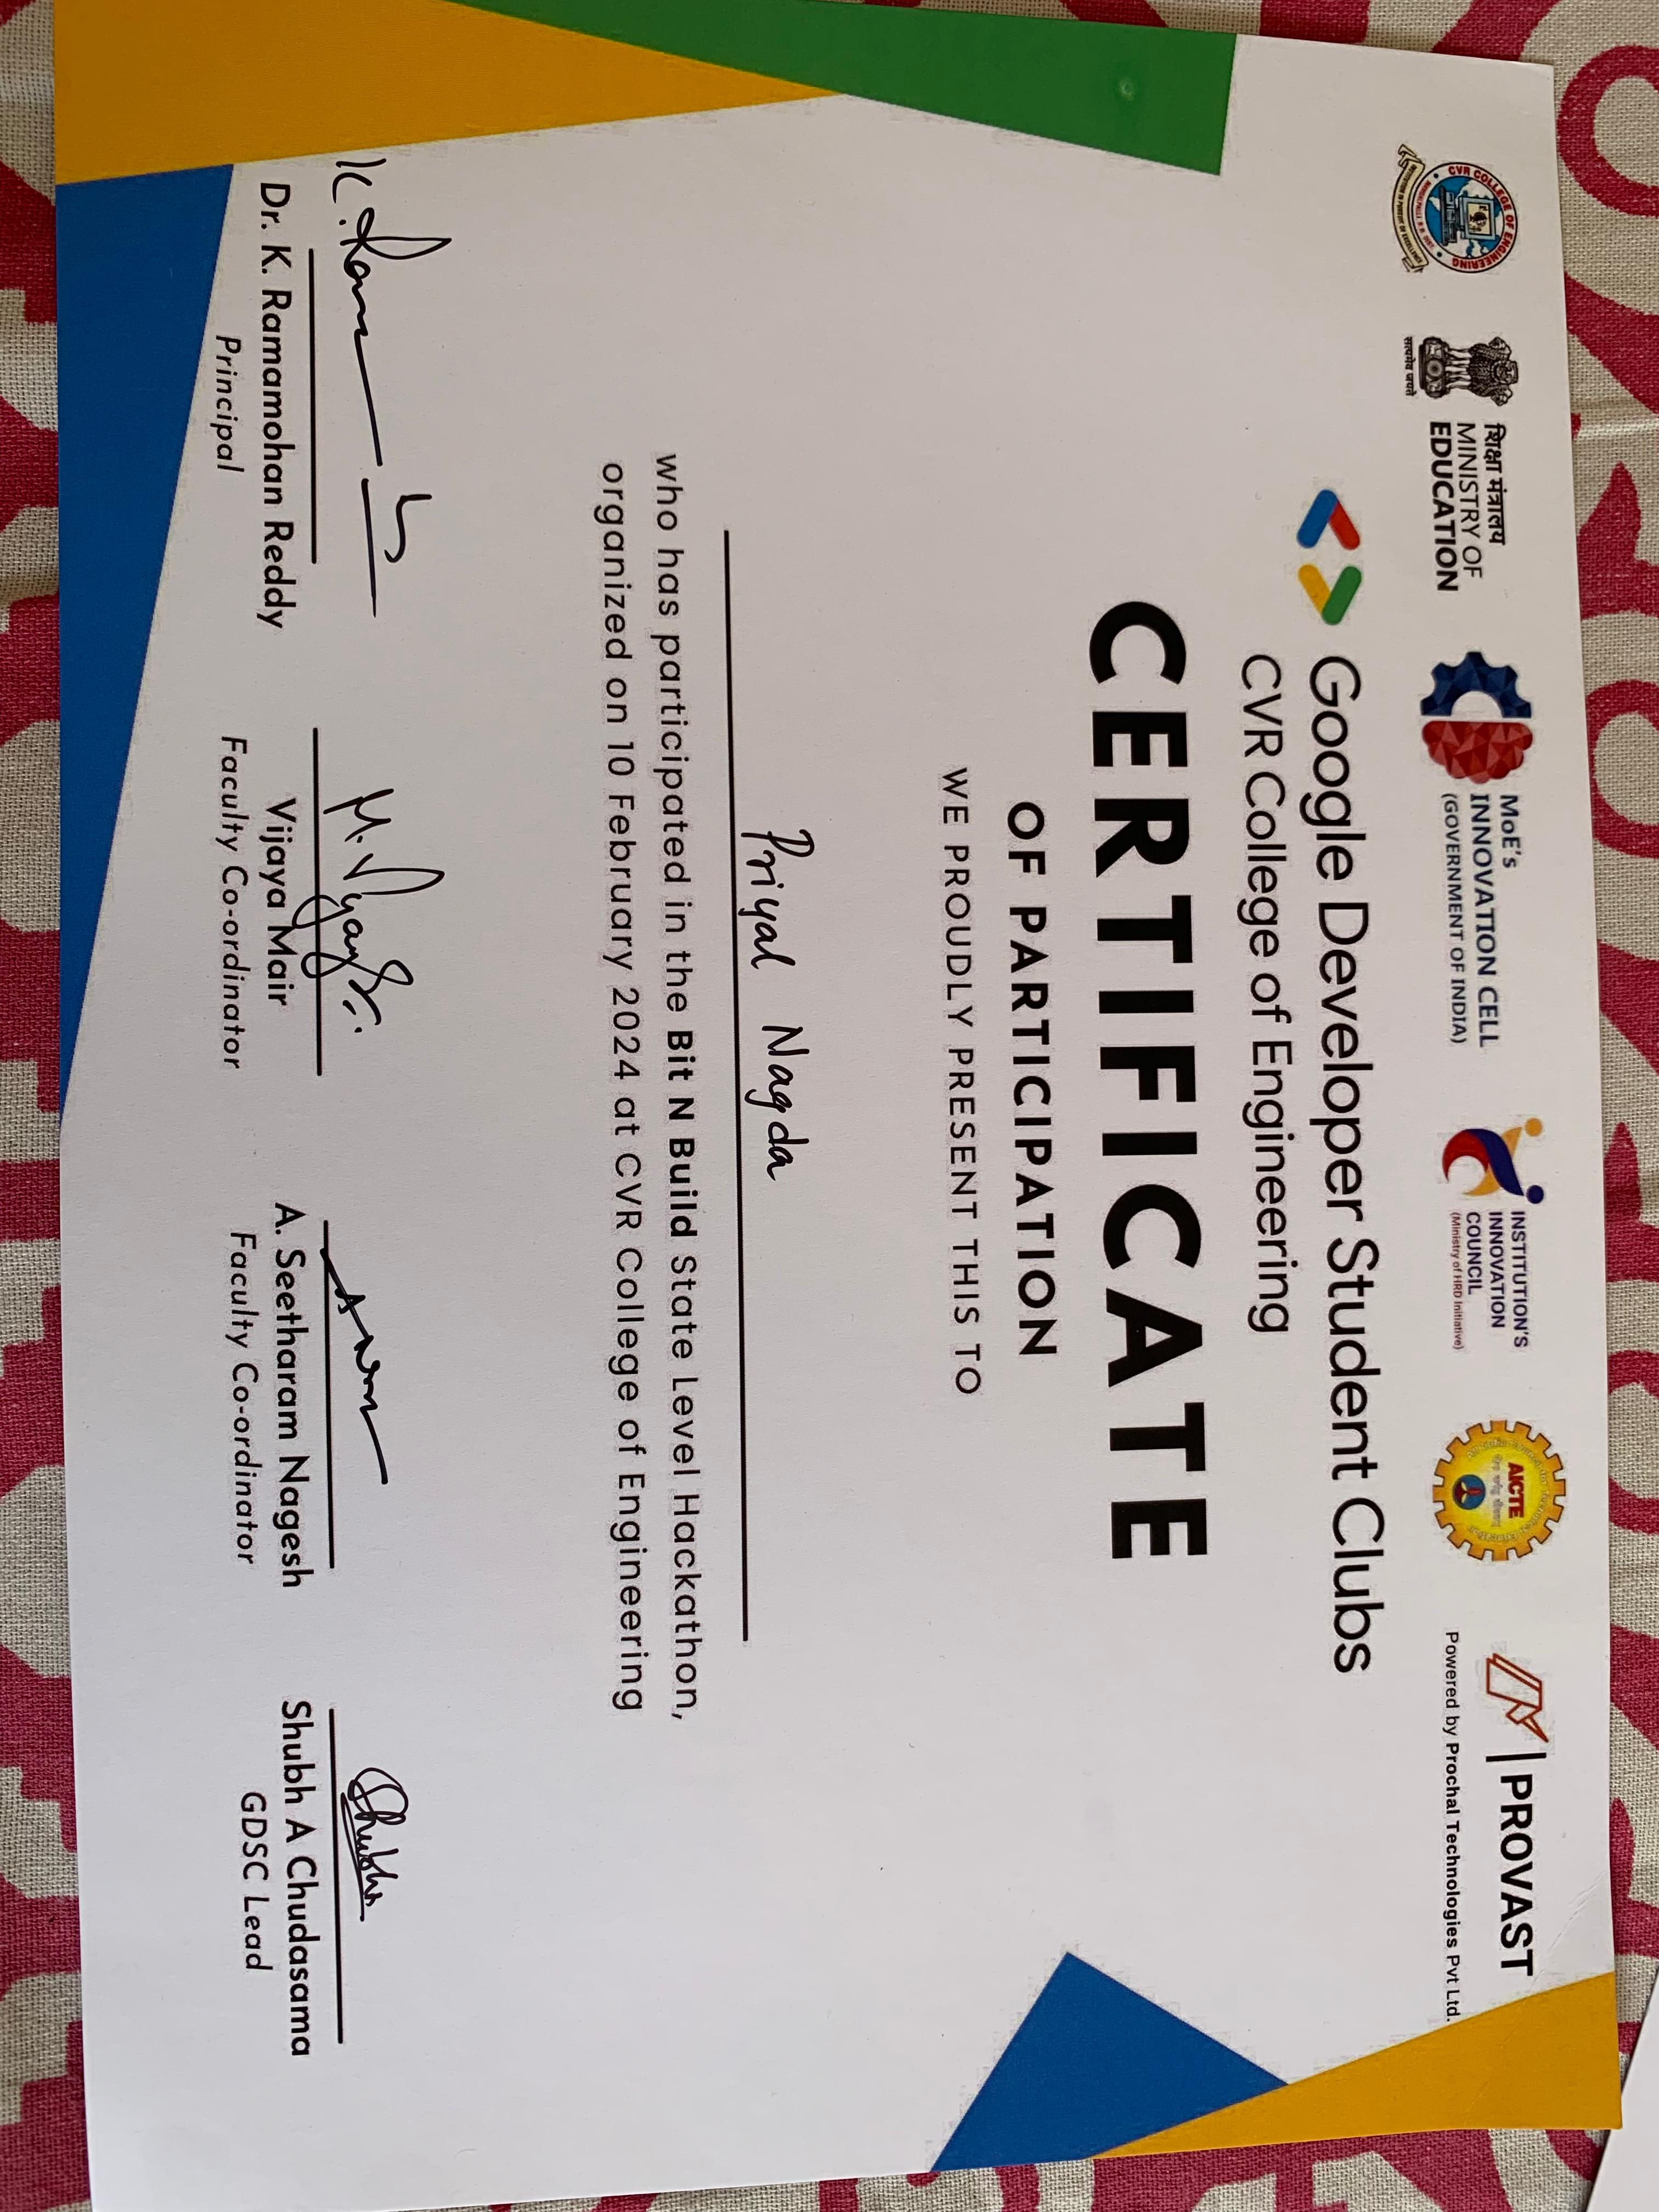 CVR COLLEGE OF ENGINEERING
सत्यमेव जयते
शिक्षा मंत्रालय
MINISTRY OF
EDUCATION
MoE's
INNOVATION CELL
(GOVERNMENT OF INDIA)
INSTITUTION'S
INNOVATION
COUNCIL
(Ministry of HRD Initiative)
AICTE
PROVAST
Powered by Prochal Technologies Pvt Ltd.
Google Developer Student Clubs
CVR College of Engineering
CERTIFICATE
OF PARTICIPATION
WE PROUDLY PRESENT THIS TO
Priyal Nagda
who has participated in the Bit N Build State Level Hackathon,
organized on 10 February 2024 at CVR College of Engineering
Dr. K. Ramamohan Reddy
Principal
Vijaya Mair
Faculty Co-ordinator
A. Seetharam Nagesh
Faculty Co-ordinator
Shubh
Shubh A Chudasama
GDSC Lead